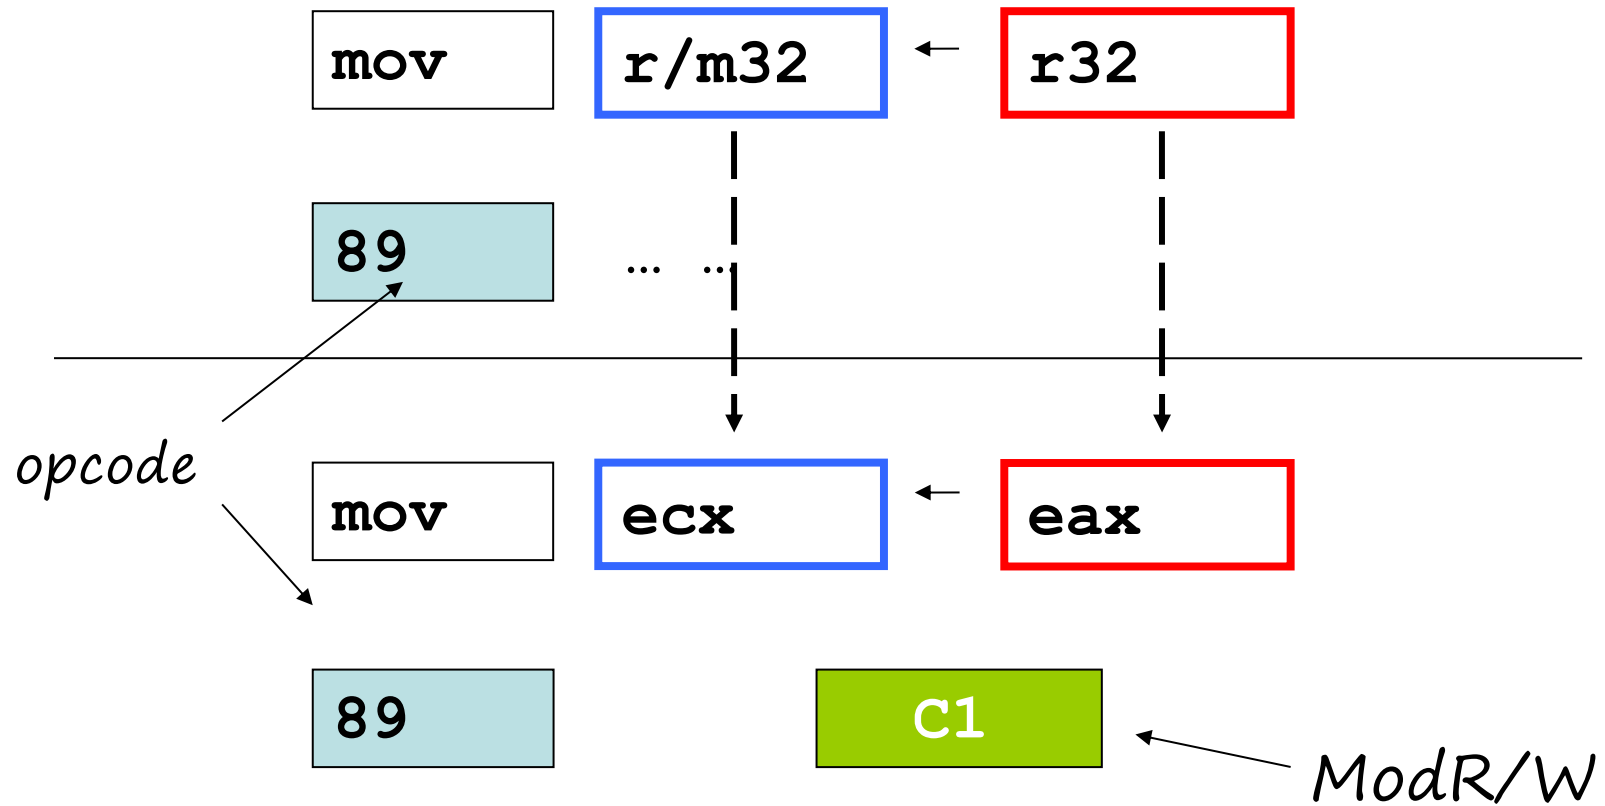 mov r/m32 r32
89 ... ...
opcode
mov ecx eax
89 C1
ModR/W